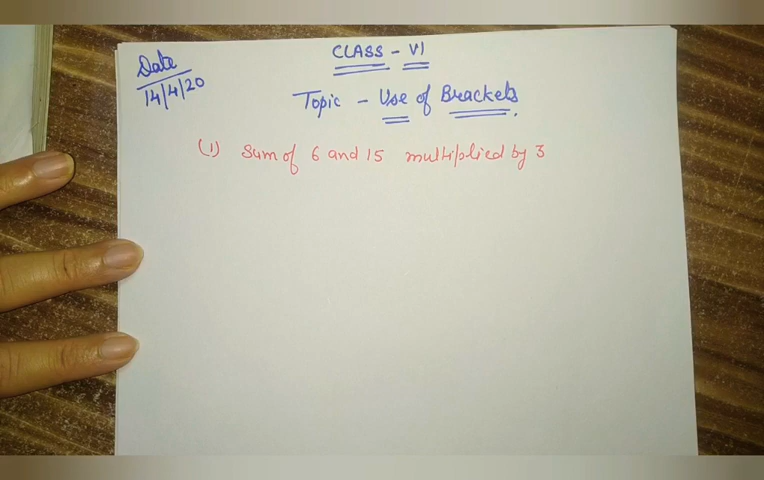 Date
14/4/20
CLASS - VI
Topic - Use of Brackets.
(1) Sum of 6 and 15 multiplied by 3